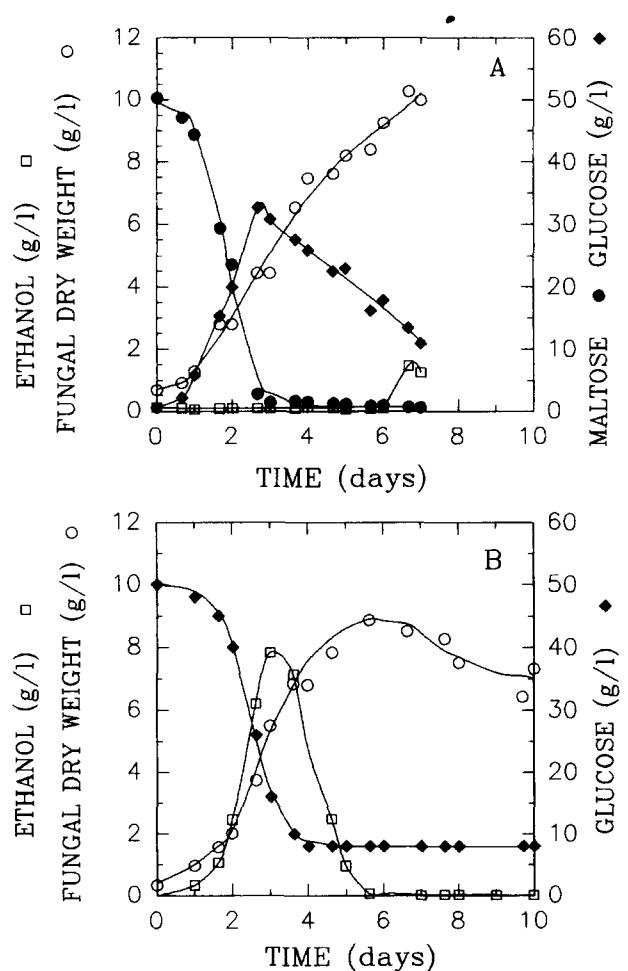 A
ETHANOL (g/l) □
FUNGAL DRY WEIGHT (g/l) ○
12
10
8
6
4
2
0
60
50
40
30
20
10
0
MALTOSE ● GLUCOSE (g/l) ◆
0 2 4 6 8 10
TIME (days)
B
ETHANOL (g/l) □
FUNGAL DRY WEIGHT (g/l) ○
12
10
8
6
4
2
0
60
50
40
30
20
10
0
GLUCOSE (g/l) ◆
0 2 4 6 8 10
TIME (days)